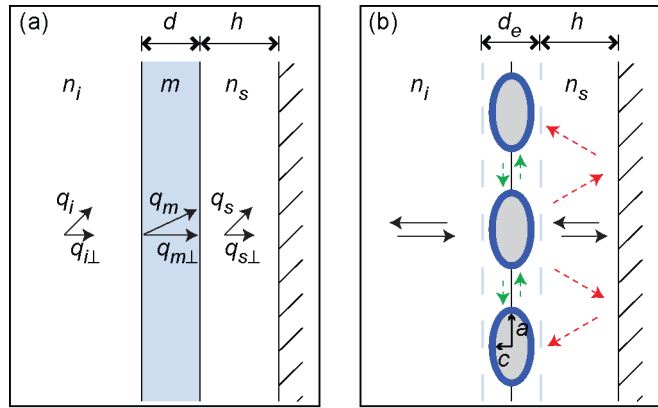 (a)
d
h
n_i
m
n_s
q_i
q_m
q_s
q_i⊥
q_m⊥
q_s⊥
(b)
d_e
h
n_i
n_s
a
c